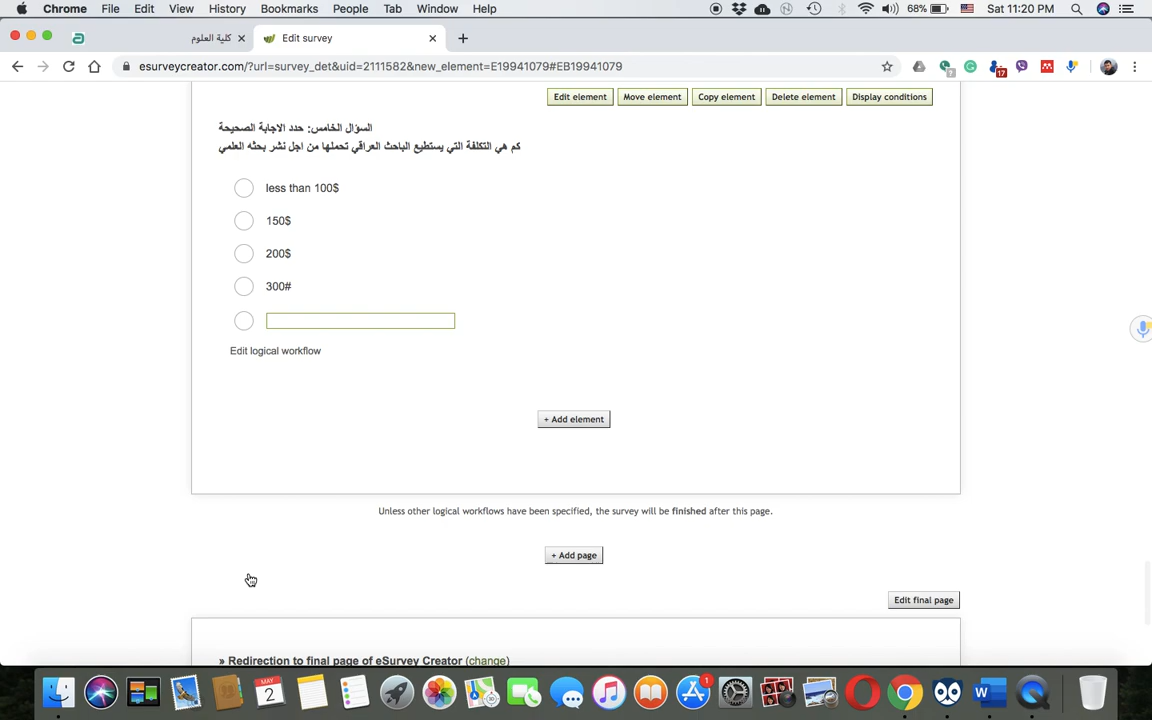 Chrome File Edit View History Bookmarks People Tab Window Help 68% Sat 11:20 PM
كلية العلوم
Edit survey
esurveycreator.com/?url=survey_det&uid=2111582&new_element=E19941079#EB19941079
17
Edit element Move element Copy element Delete element Display conditions
السؤال الخامس: حدد الاجابة الصحيحة
كم هي التكلفة التي يستطيع الباحث العراقي تحملها من اجل نشر بحثه العلمي
less than 100$
150$
200$
300#
Edit logical workflow
+ Add element
Unless other logical workflows have been specified, the survey will be finished after this page.
+ Add page
Edit final page
» Redirection to final page of eSurvey Creator (change)
MAY
2
1
W